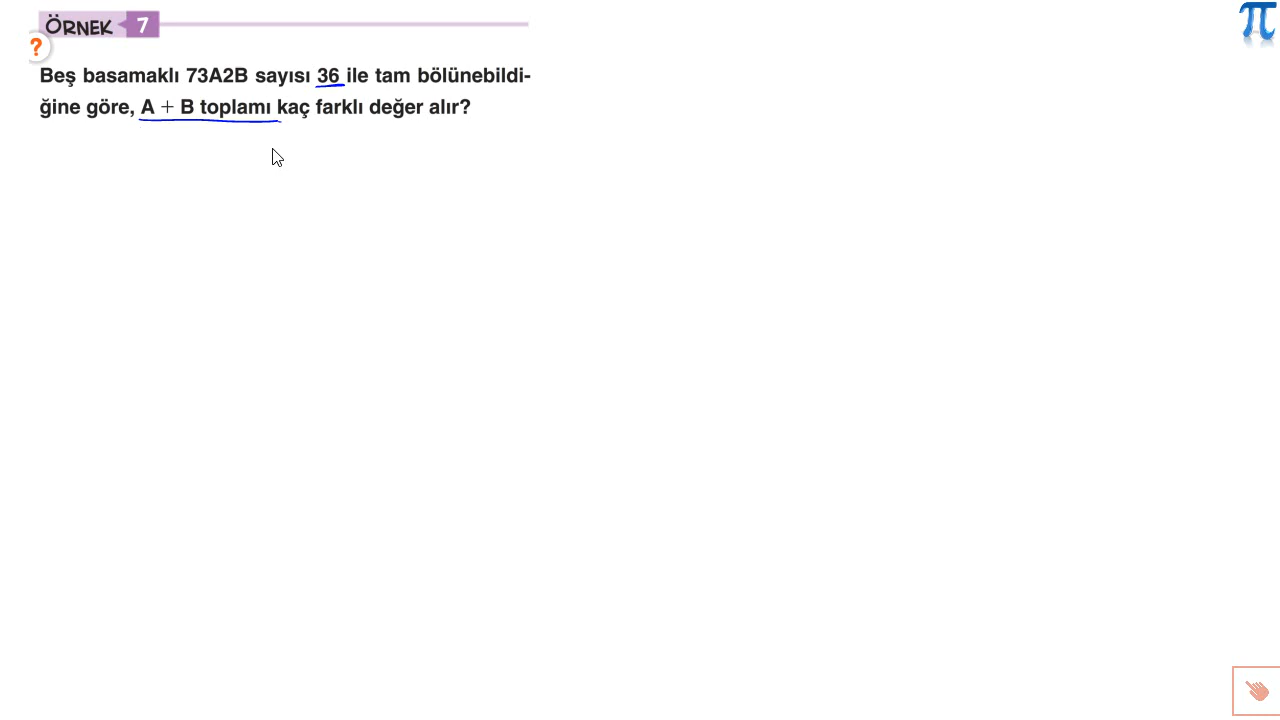 ÖRNEK 7
?
Beş basamaklı 73A2B sayısı 36 ile tam bölünebildi-
ğine göre, A + B toplamı kaç farklı değer alır?
π